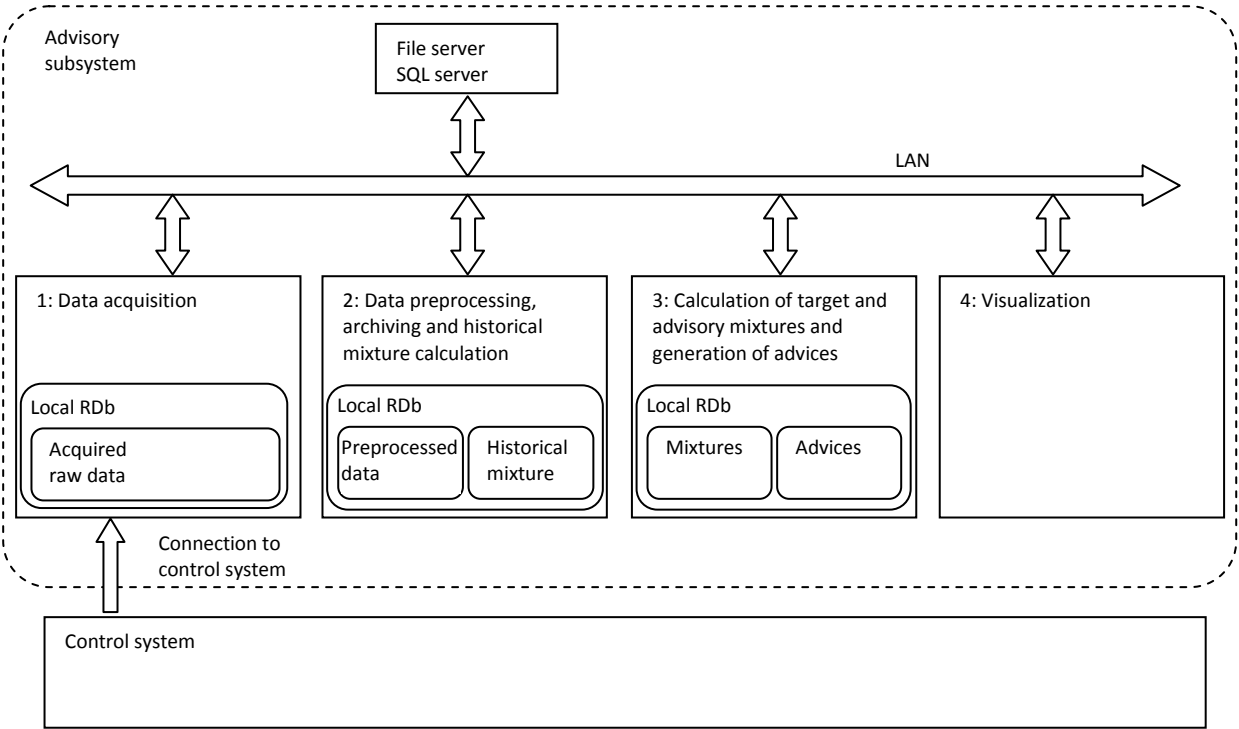 Advisory
subsystem
File server
SQL server
LAN
1: Data acquisition
Local RDb
Acquired
raw data
2: Data preprocessing,
archiving and historical
mixture calculation
Local RDb
Preprocessed
data
Historical
mixture
3: Calculation of target and
advisory mixtures and
generation of advices
Local RDb
Mixtures
Advices
4: Visualization
Connection to
control system
Control system